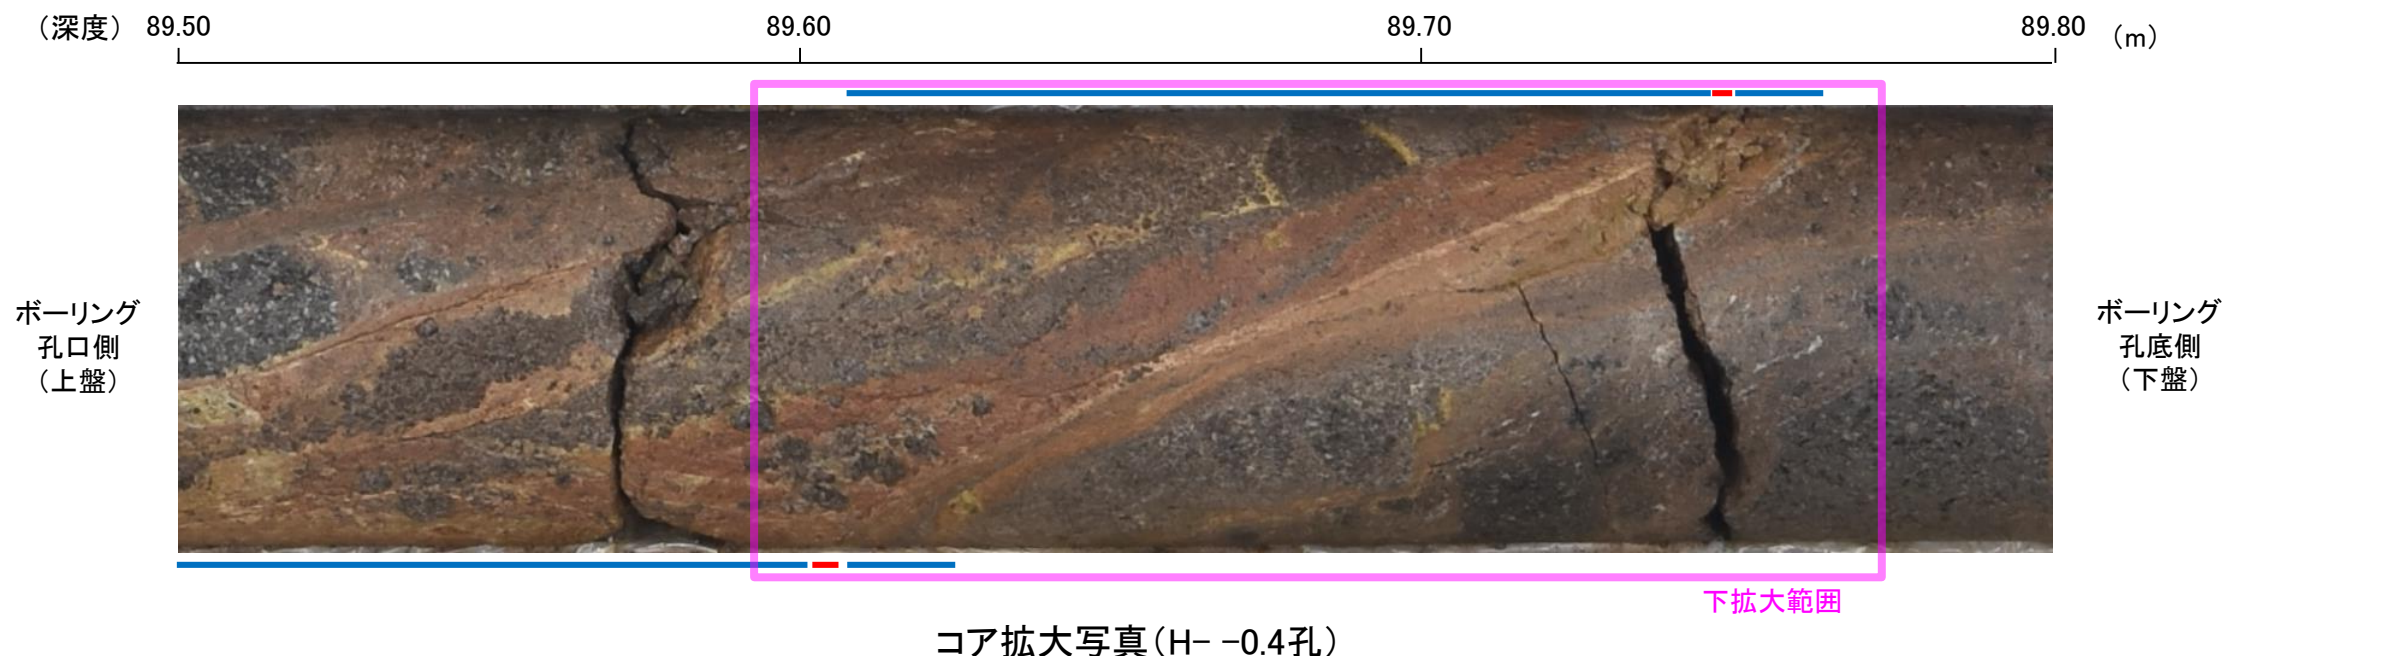 （深度） 89.50 89.60 89.70 89.80 （m）
ボーリング
孔口側
（上盤）
ボーリング
孔底側
（下盤）
下拡大範囲
コア拡大写真（H- -0.4孔）